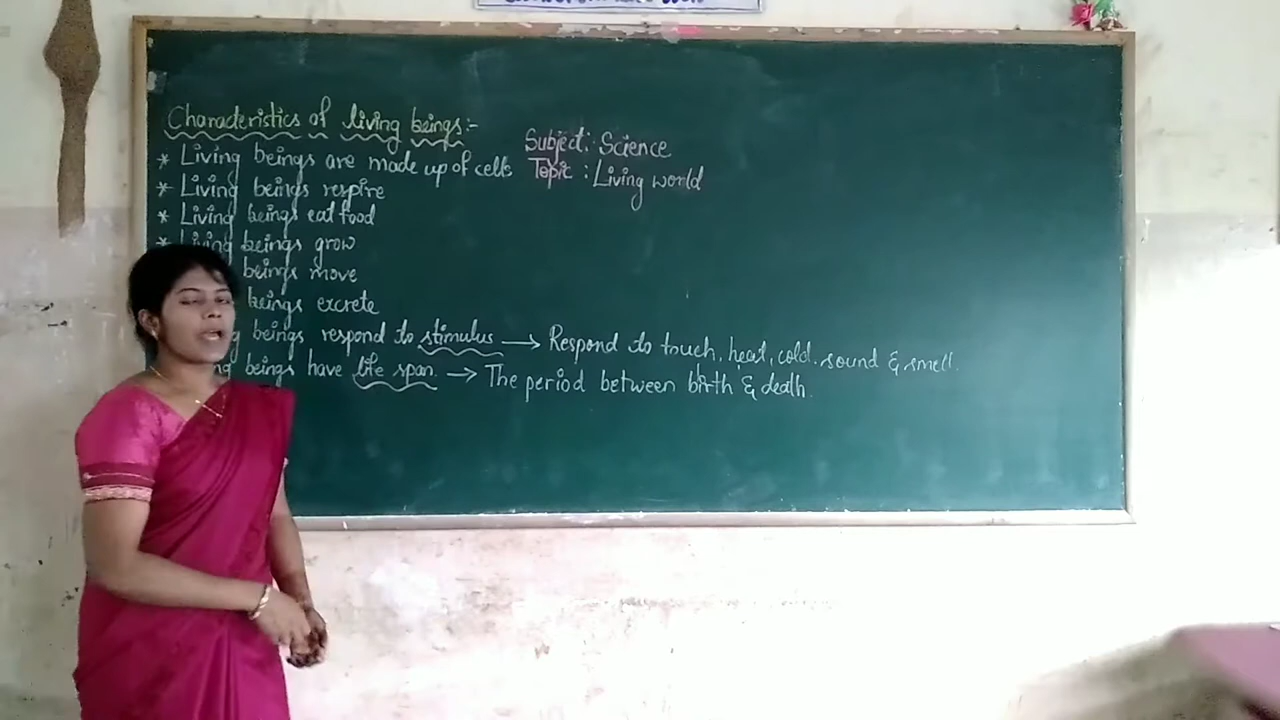 Characteristics of living beings:-
* Living beings are made up of cells
* Living beings respire
* Living beings eat food
* Living beings grow
beings move
beings excrete
beings respond to stimulus → Respond to touch, heat, cold. sound & smell.
beings have life span. → The period between birth & death.
Subject: Science
Topic : Living world